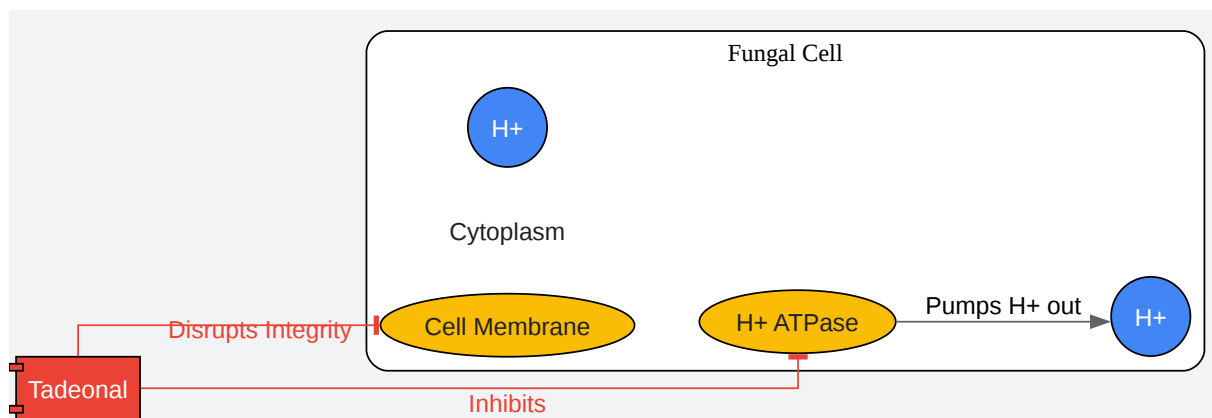 Fungal Cell
H+
Cytoplasm
Disrupts Integrity
Cell Membrane
H+ ATPase
Pumps H+ out
H+
Tadeonal
Inhibits